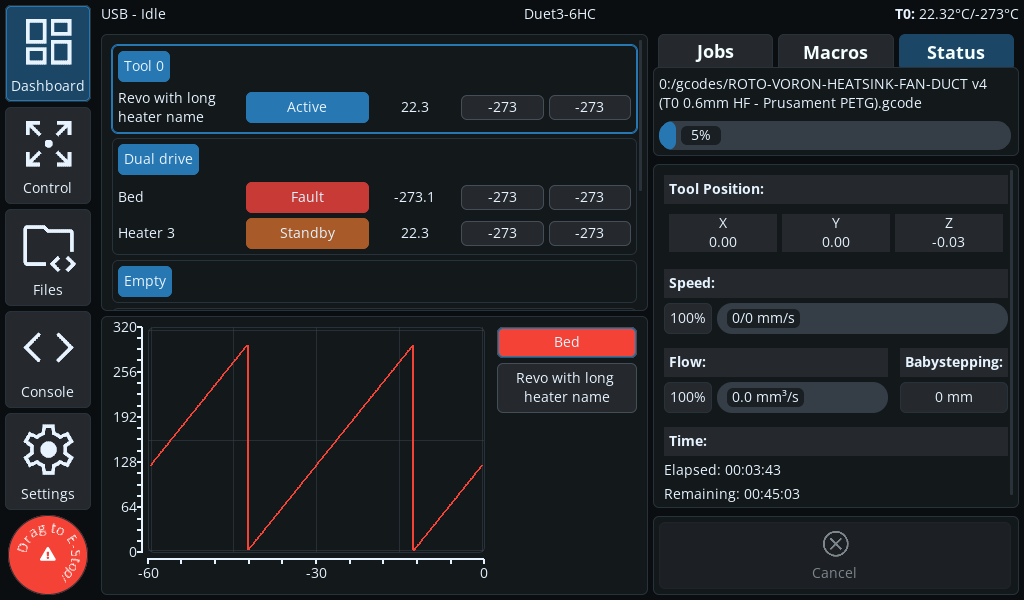 USB - Idle
Duet3-6HC
T0: 22.32°C/-273°C
Dashboard
Control
Files
Console
Settings
Drag to E-Stop!
Tool 0
Revo with long
heater name
Active
22.3
-273
-273
Dual drive
Bed
Fault
-273.1
-273
-273
Heater 3
Standby
22.3
-273
-273
Empty
320
256
192
128
64
0
-60
-30
0
Bed
Revo with long
heater name
Jobs
Macros
Status
0:/gcodes/ROTO-VORON-HEATSINK-FAN-DUCT v4
(T0 0.6mm HF - Prusament PETG).gcode
5%
Tool Position:
X
0.00
Y
0.00
Z
-0.03
Speed:
100%
0/0 mm/s
Flow:
100%
0.0 mm³/s
Babystepping:
0 mm
Time:
Elapsed: 00:03:43
Remaining: 00:45:03
Cancel